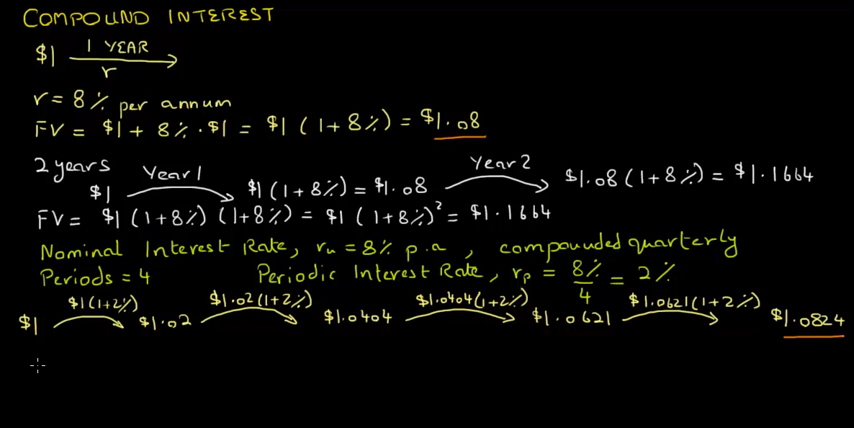 COMPOUND INTEREST
$1 1 YEAR
r
r = 8% per annum
FV = $1 + 8% · $1 = $1 (1+8%) = $1.08
2 years $1 Year 1 $1 (1+8%) = $1.08 Year 2 $1.08 (1+8%) = $1.1664
FV = $1 (1+8%) (1+8%) = $1 (1+8%)² = $1.1664
Nominal Interest Rate, rₙ = 8% p.a, compounded quarterly
Periods = 4 Periodic Interest Rate, rₚ = 8%/4 = 2%
$1(1+2%) $1.02(1+2%) $1.0404(1+2%) $1.0621(1+2%)
$1 $1.02 $1.0404 $1.0621 $1.0824